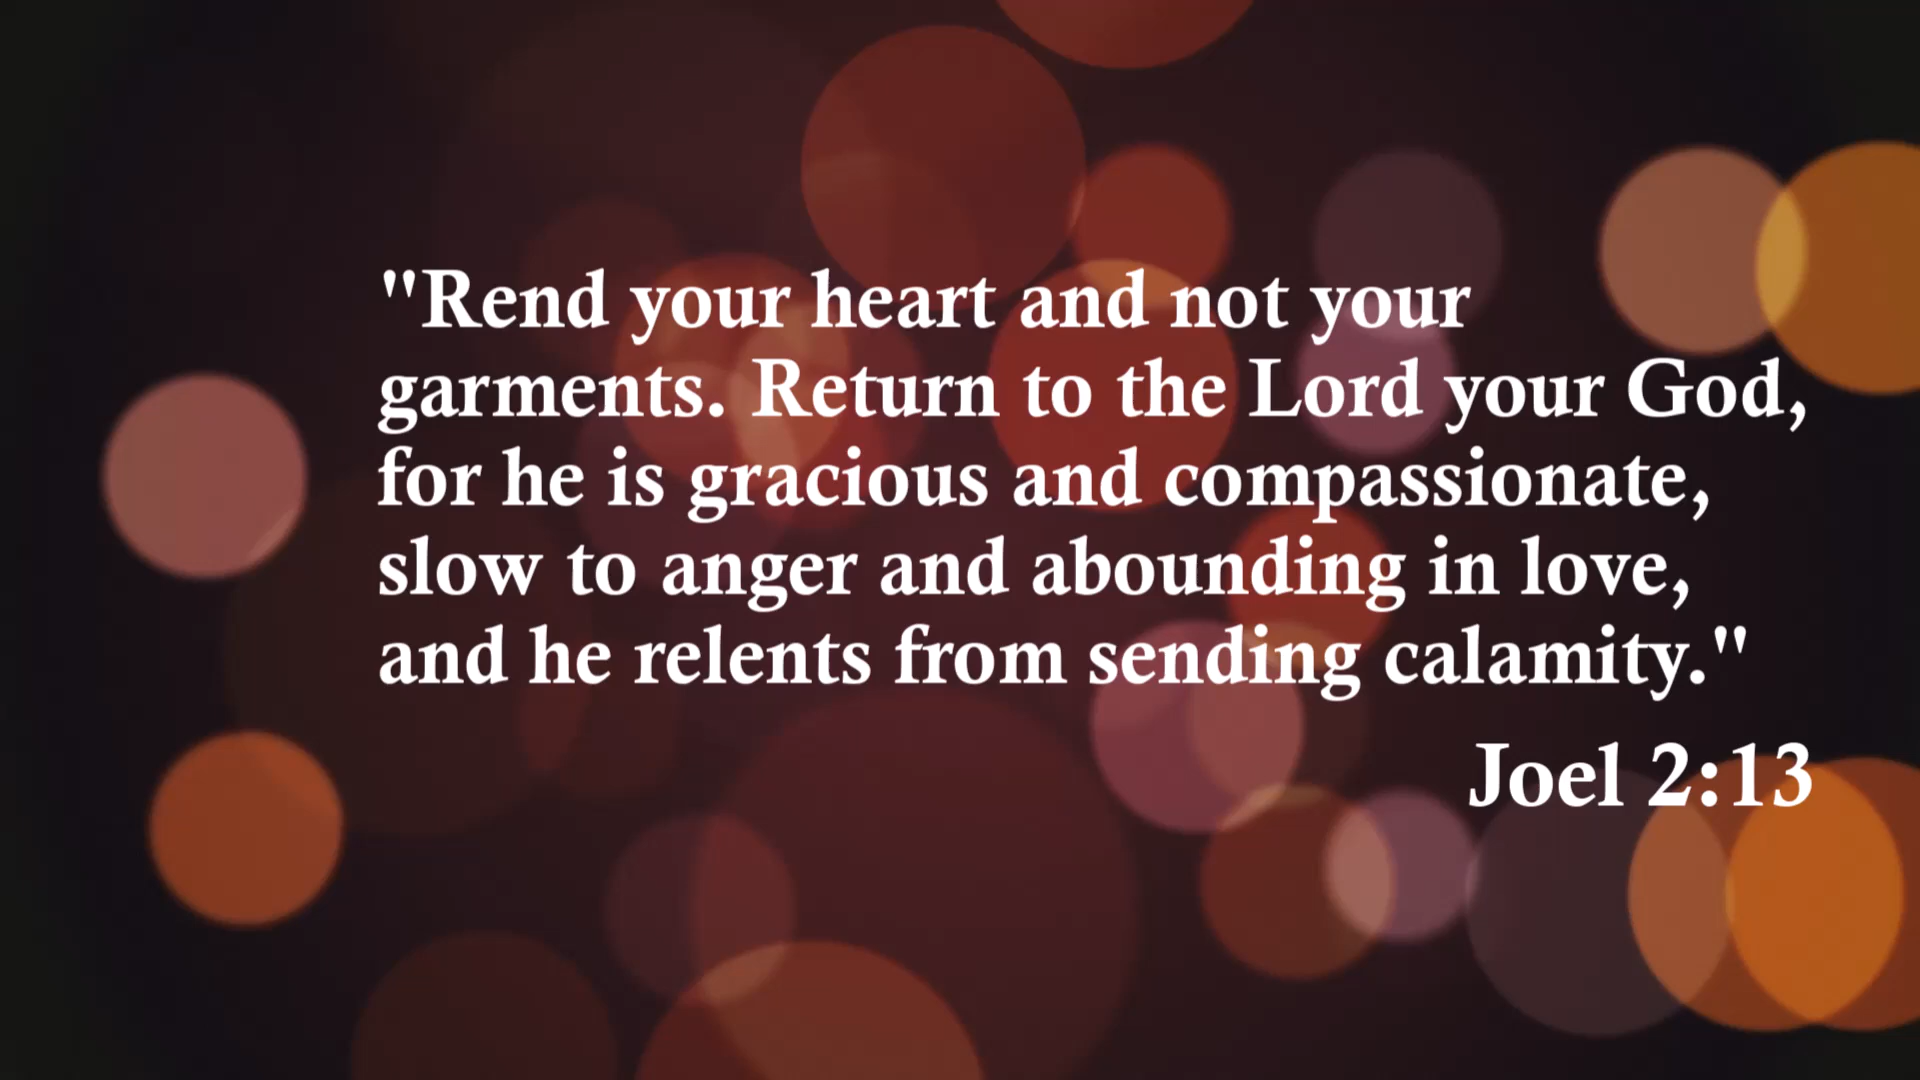 "Rend your heart and not your
garments. Return to the Lord your God,
for he is gracious and compassionate,
slow to anger and abounding in love,
and he relents from sending calamity."
Joel 2:13